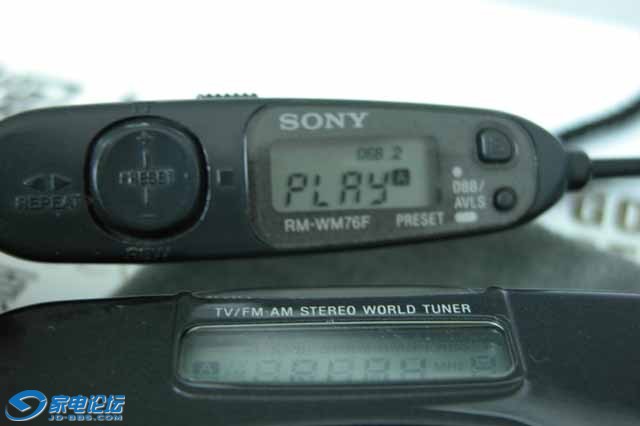 SONY
DBB 2
PLAY A
REPEAT
PRESET
DBB/
AVLS
RM-WM76F PRESET
TV/FM AM STEREO WORLD TUNER
A
MHz
家电论坛
JD-BBS.COM